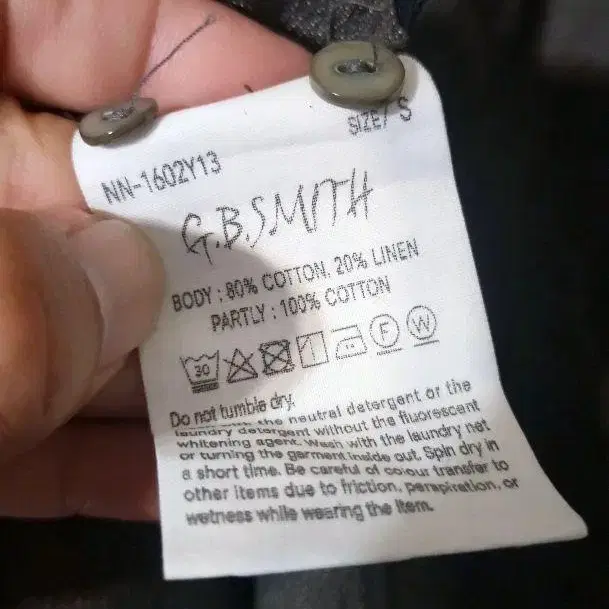 SIZE/ S
NN-1602Y13
G.B.SMITH
BODY : 80% COTTON, 20% LINEN
PARTLY : 100% COTTON
30 F W
Do not tumble dry.
the neutral detergent or the
laundry detergent without the fluorescent
whitening agent. Wash with the laundry net
or turning the garment inside out. Spin dry in
a short time. Be careful of colour transfer to
other items due to friction, perspiration, or
wetness while wearing the item.